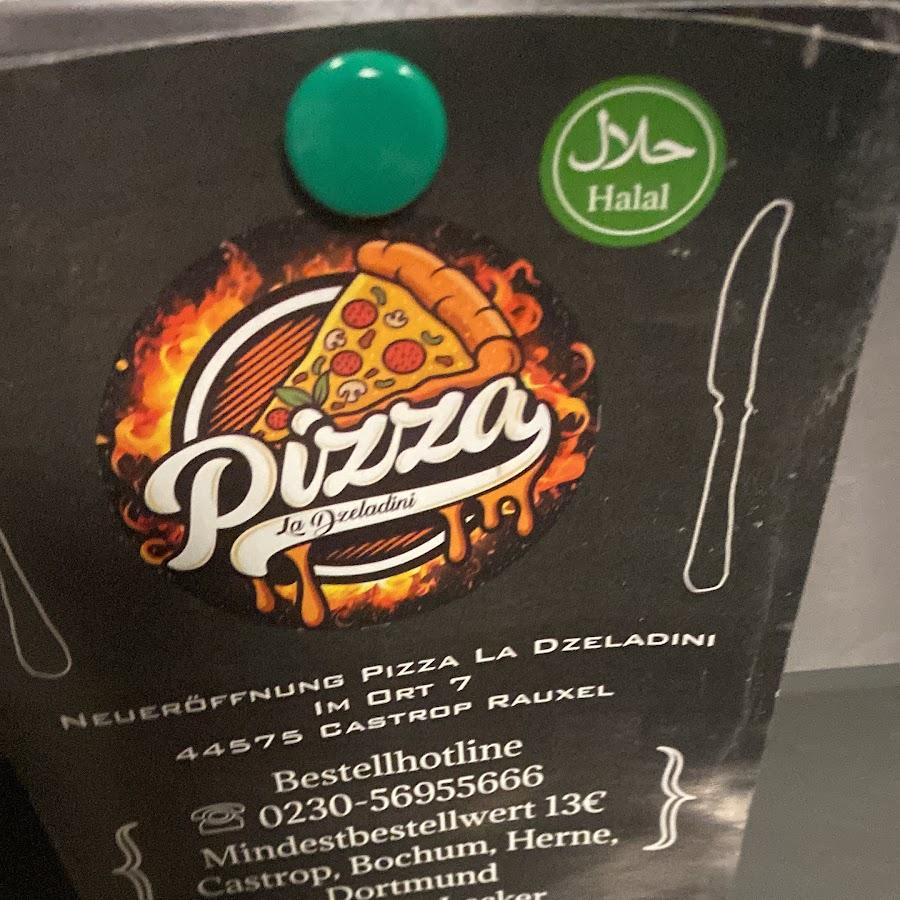 حلال
Halal
Pizza
La Dzeladini
Neueröffnung Pizza La Dzeladini
Im Ort 7
44575 Castrop Rauxel
Bestellhotline
☎ 0230-56955666
Mindestbestellwert 13€
Castrop, Bochum, Herne,
Dortmund